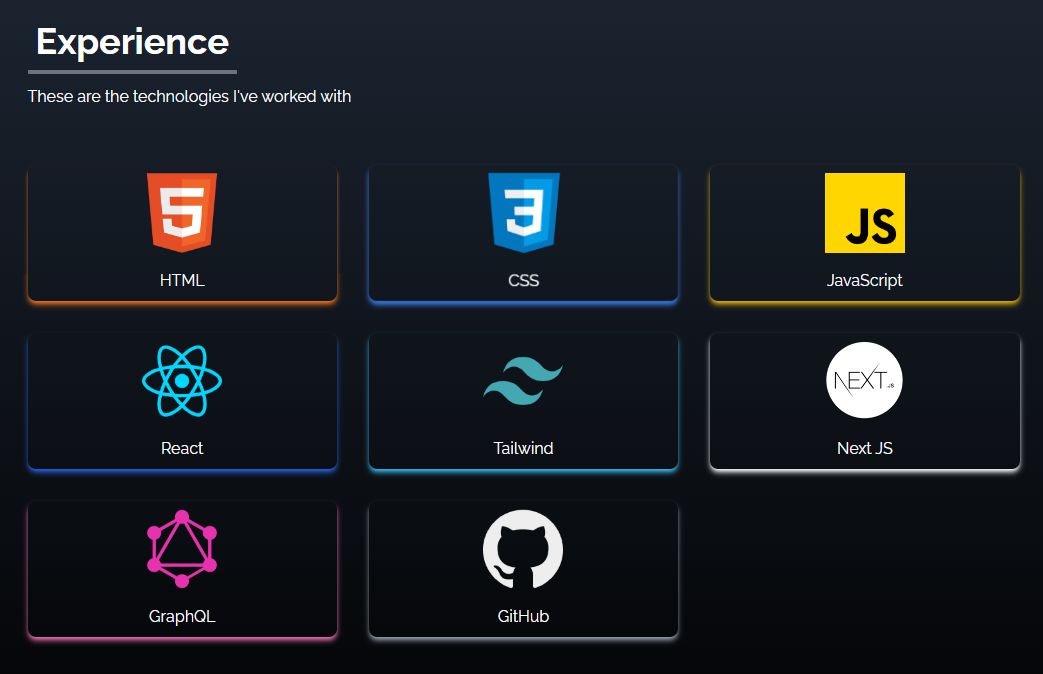 Experience
These are the technologies I've worked with
5
3
JS
HTML
CSS
JavaScript
NEXT.JS
React
Tailwind
Next JS
GraphQL
GitHub